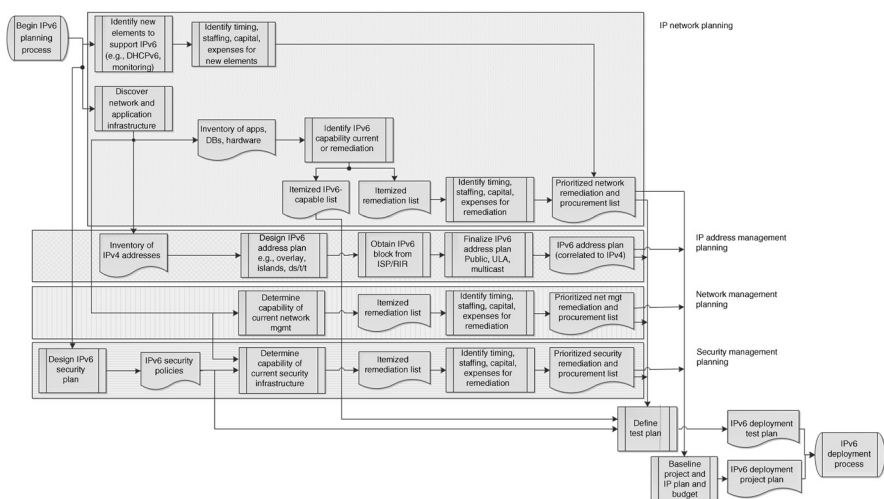 Begin IPv6
planning
process
Identify new
elements to
support IPv6
(e.g., DHCPv6,
monitoring)
Identify timing,
staffing, capital,
expenses for
new elements
IP network planning
Discover
network and
application
infrastructure
Inventory of apps,
DBs, hardware
Identify IPv6
capability current
or remediation
Itemized IPv6-
capable list
Itemized
remediation list
Identify timing,
staffing, capital,
expenses for
remediation
Prioritized network
remediation and
procurement list
Inventory of
IPv4 addresses
Design IPv6
address plan
e.g., overlay,
islands, ds/t/t
Obtain IPv6
block from
ISP/RIR
Finalize IPv6
address plan
Public, ULA,
multicast
IPv6 address plan
(correlated to IPv4)
IP address management
planning
Determine
capability of
current network
mgmt
Itemized
remediation list
Identify timing,
staffing, capital,
expenses for
remediation
Prioritized net mgt
remediation and
procurement list
Network management
planning
Design IPv6
security
plan
IPv6 security
policies
Determine
capability of
current security
infrastructure
Itemized
remediation list
Identify timing,
staffing, capital,
expenses for
remediation
Prioritized security
remediation and
procurement list
Security management
planning
Define
test plan
IPv6 deployment
test plan
IPv6
deployment
process
Baseline
project and
IP plan and
budget
IPv6 deployment
project plan